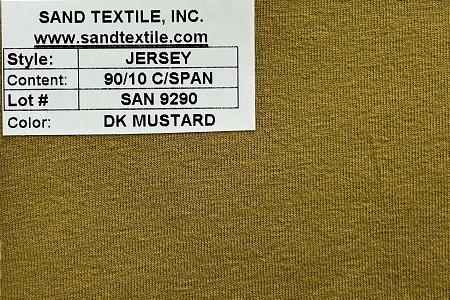 SAND TEXTILE, INC.
www.sandtextile.com
Style: JERSEY
Content: 90/10 C/SPAN
Lot # SAN 9290
Color: DK MUSTARD